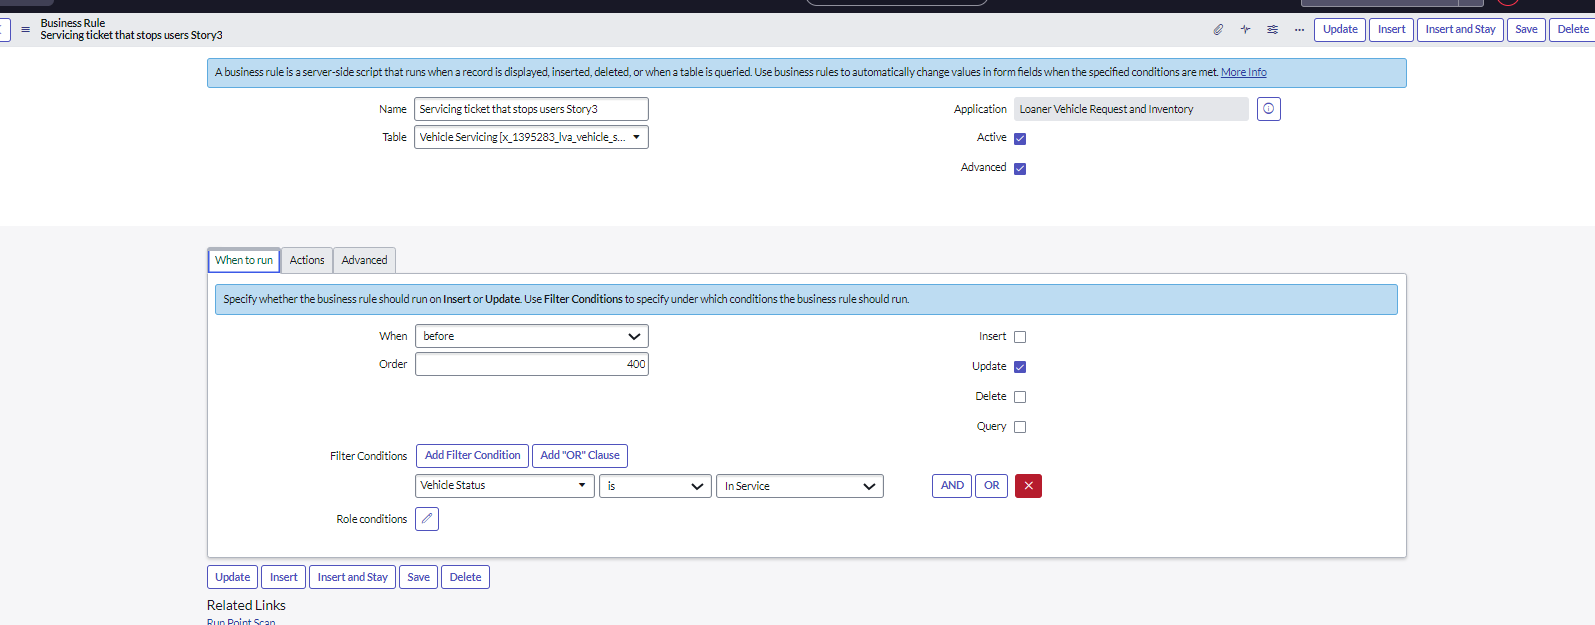 Business Rule
Servicing ticket that stops users Story3
Update Insert Insert and Stay Save Delete
A business rule is a server-side script that runs when a record is displayed, inserted, deleted, or when a table is queried. Use business rules to automatically change values in form fields when the specified conditions are met. More Info
Name Servicing ticket that stops users Story3 Application Loaner Vehicle Request and Inventory
Table Vehicle Servicing [x_1395283_lva_vehicle_s... Active
Advanced
When to run Actions Advanced
Specify whether the business rule should run on Insert or Update. Use Filter Conditions to specify under which conditions the business rule should run.
When before Insert
Order 400
Update
Delete
Query
Filter Conditions Add Filter Condition Add "OR" Clause
Vehicle Status is In Service AND OR
Role conditions
Update Insert Insert and Stay Save Delete
Related Links
Run Point Scan